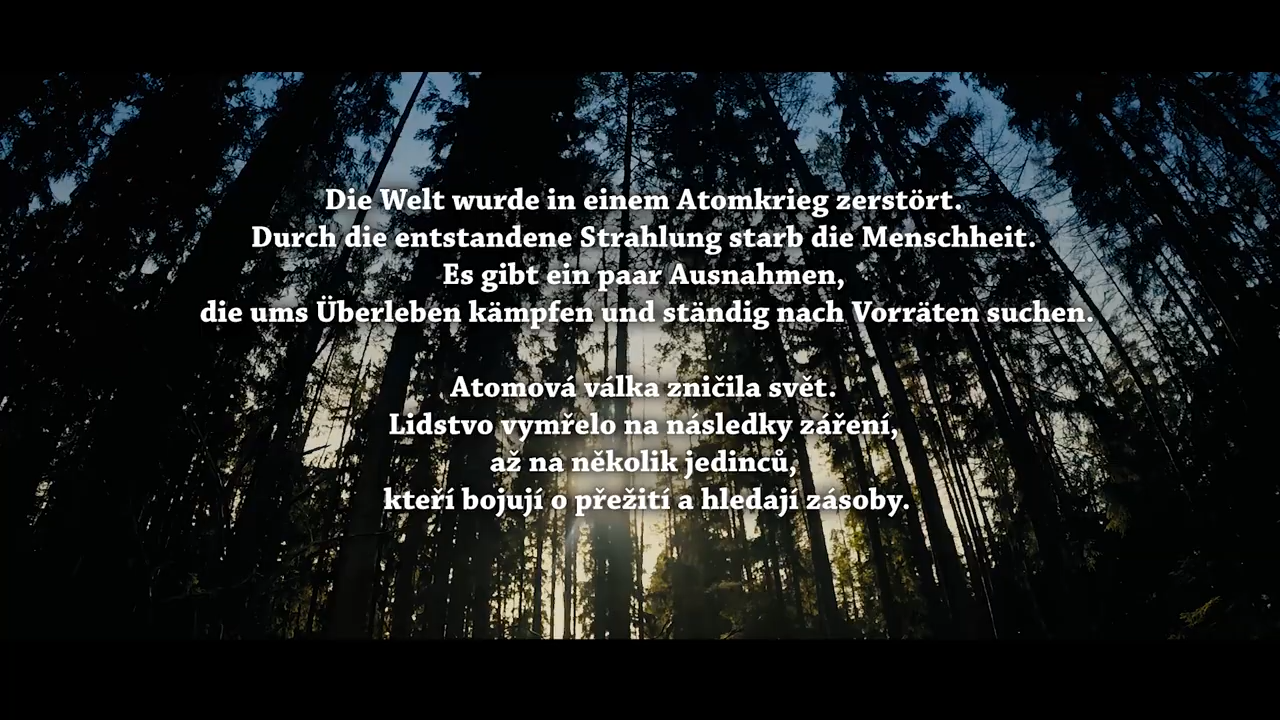 Die Welt wurde in einem Atomkrieg zerstört.
Durch die entstandene Strahlung starb die Menschheit.
Es gibt ein paar Ausnahmen,
die ums Überleben kämpfen und ständig nach Vorräten suchen.
Atomová válka zničila svět.
Lidstvo vymřelo na následky záření,
až na několik jedinců,
kteří bojují o přežití a hledají zásoby.